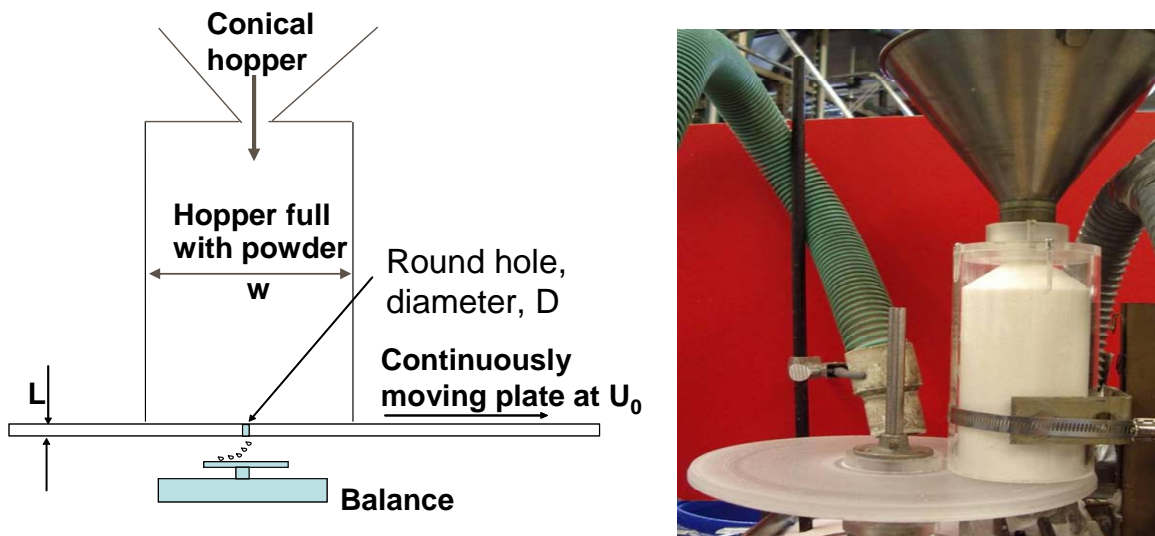 Conical
hopper
Hopper full
with powder
w
Round hole,
diameter, D
Continuously
moving plate at U₀
L
Balance